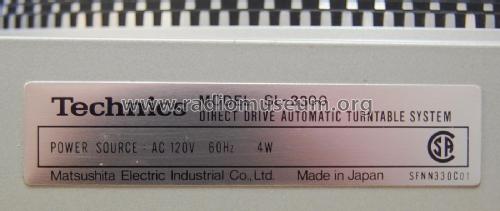 Technics MODEL SL-3300
DIRECT DRIVE AUTOMATIC TURNTABLE SYSTEM
www.radiomuseum.org
POWER SOURCE : AC 120V 60Hz 4W
SA
Matsushita Electric Industrial Co., Ltd. Made in Japan SFNN330C01